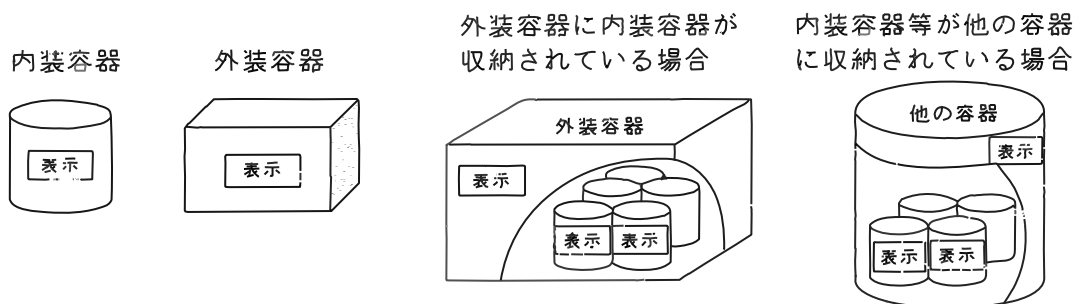 内装容器
外装容器
外装容器に内装容器が
収納されている場合
内装容器等が他の容器
に収納されている場合
表示
表示
外装容器
表示
表示
表示
他の容器
表示
表示
表示